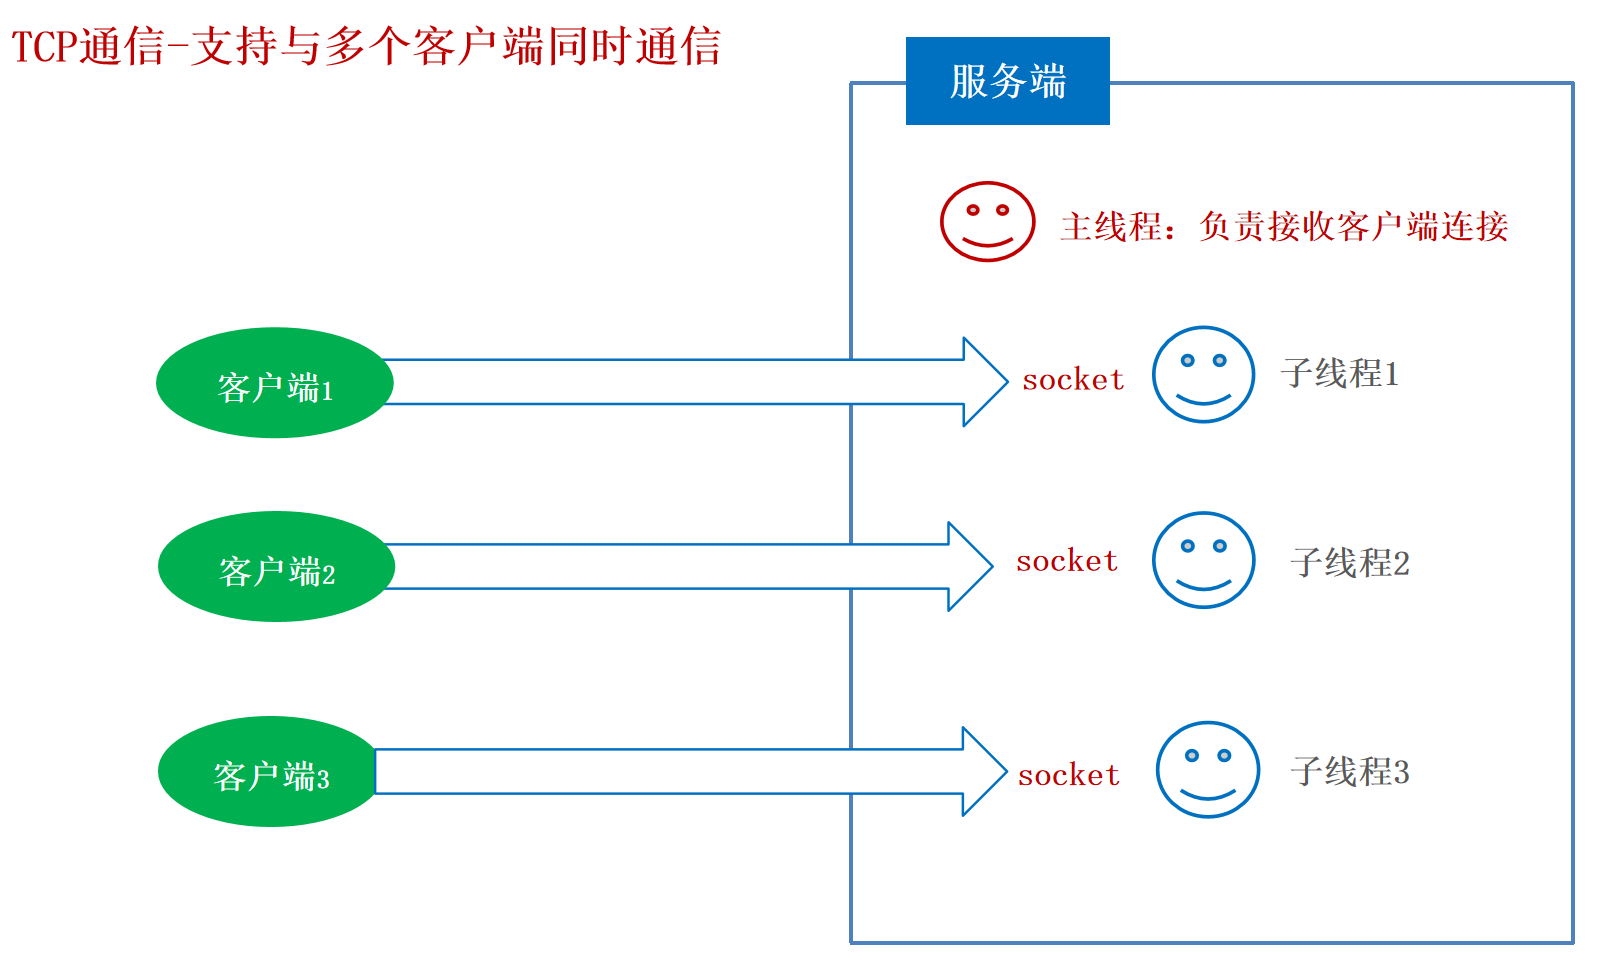 TCP通信-支持与多个客户端同时通信
服务端
主线程：负责接收客户端连接
客户端1
socket
子线程1
客户端2
socket
子线程2
客户端3
socket
子线程3